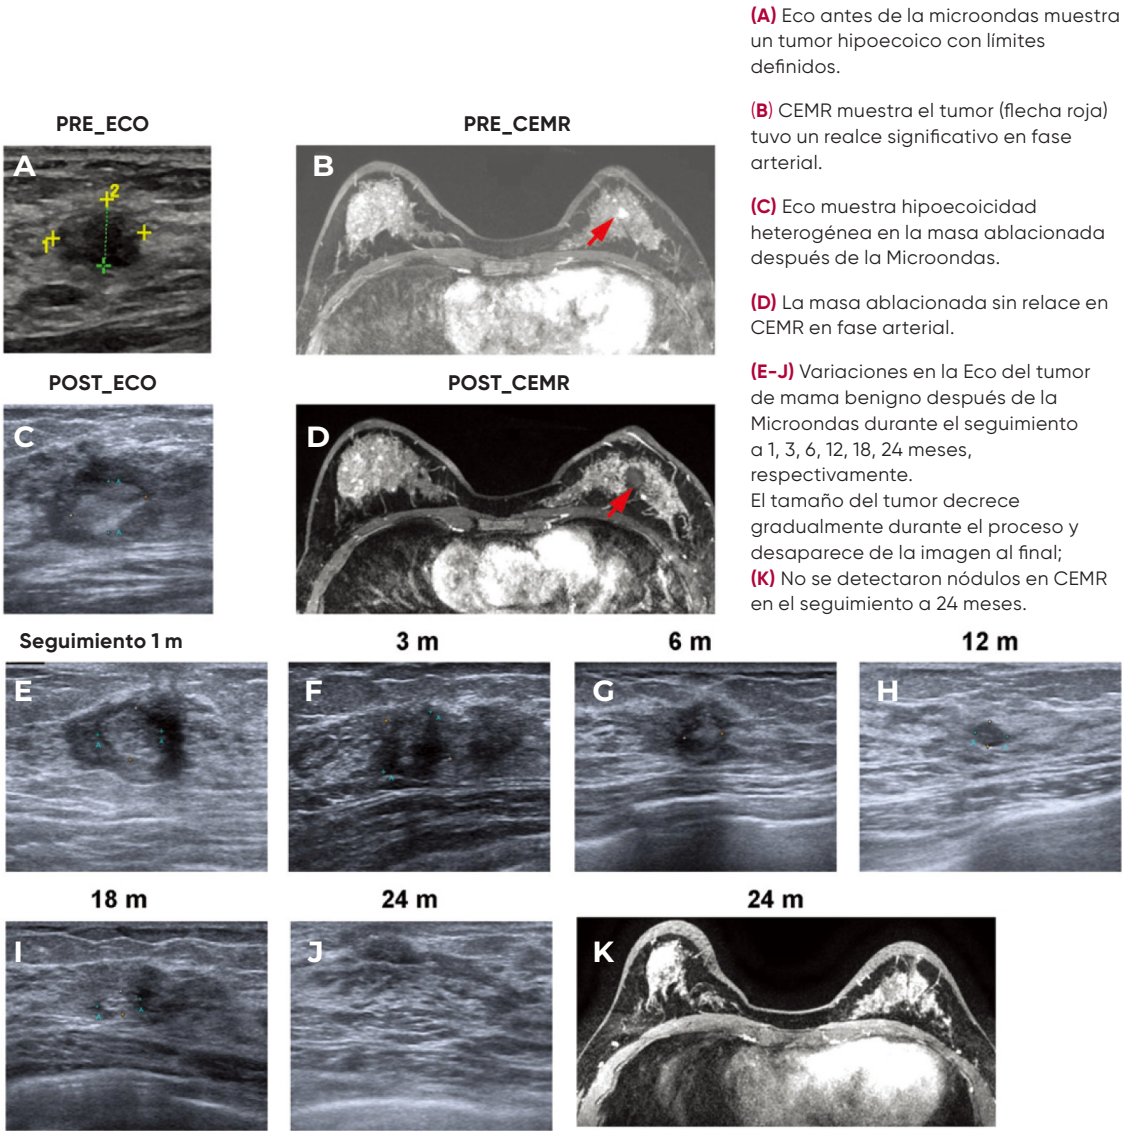 (A) Eco antes de la microondas muestra
un tumor hipoecoico con límites
definidos.
(B) CEMR muestra el tumor (flecha roja)
tuvo un realce significativo en fase
arterial.
(C) Eco muestra hipoecoicidad
heterogénea en la masa ablacionada
después de la Microondas.
(D) La masa ablacionada sin relace en
CEMR en fase arterial.
(E-J) Variaciones en la Eco del tumor
de mama benigno después de la
Microondas durante el seguimiento
a 1, 3, 6, 12, 18, 24 meses,
respectivamente.
El tamaño del tumor decrece
gradualmente durante el proceso y
desaparece de la imagen al final;
(K) No se detectaron nódulos en CEMR
en el seguimiento a 24 meses.
PRE_ECO
PRE_CEMR
A
2
1
B
POST_ECO
POST_CEMR
C
A
A
D
Seguimiento 1 m
3 m
6 m
12 m
E
A
A
F
A
A
G
H
A
A
18 m
24 m
24 m
I
A
A
J
K